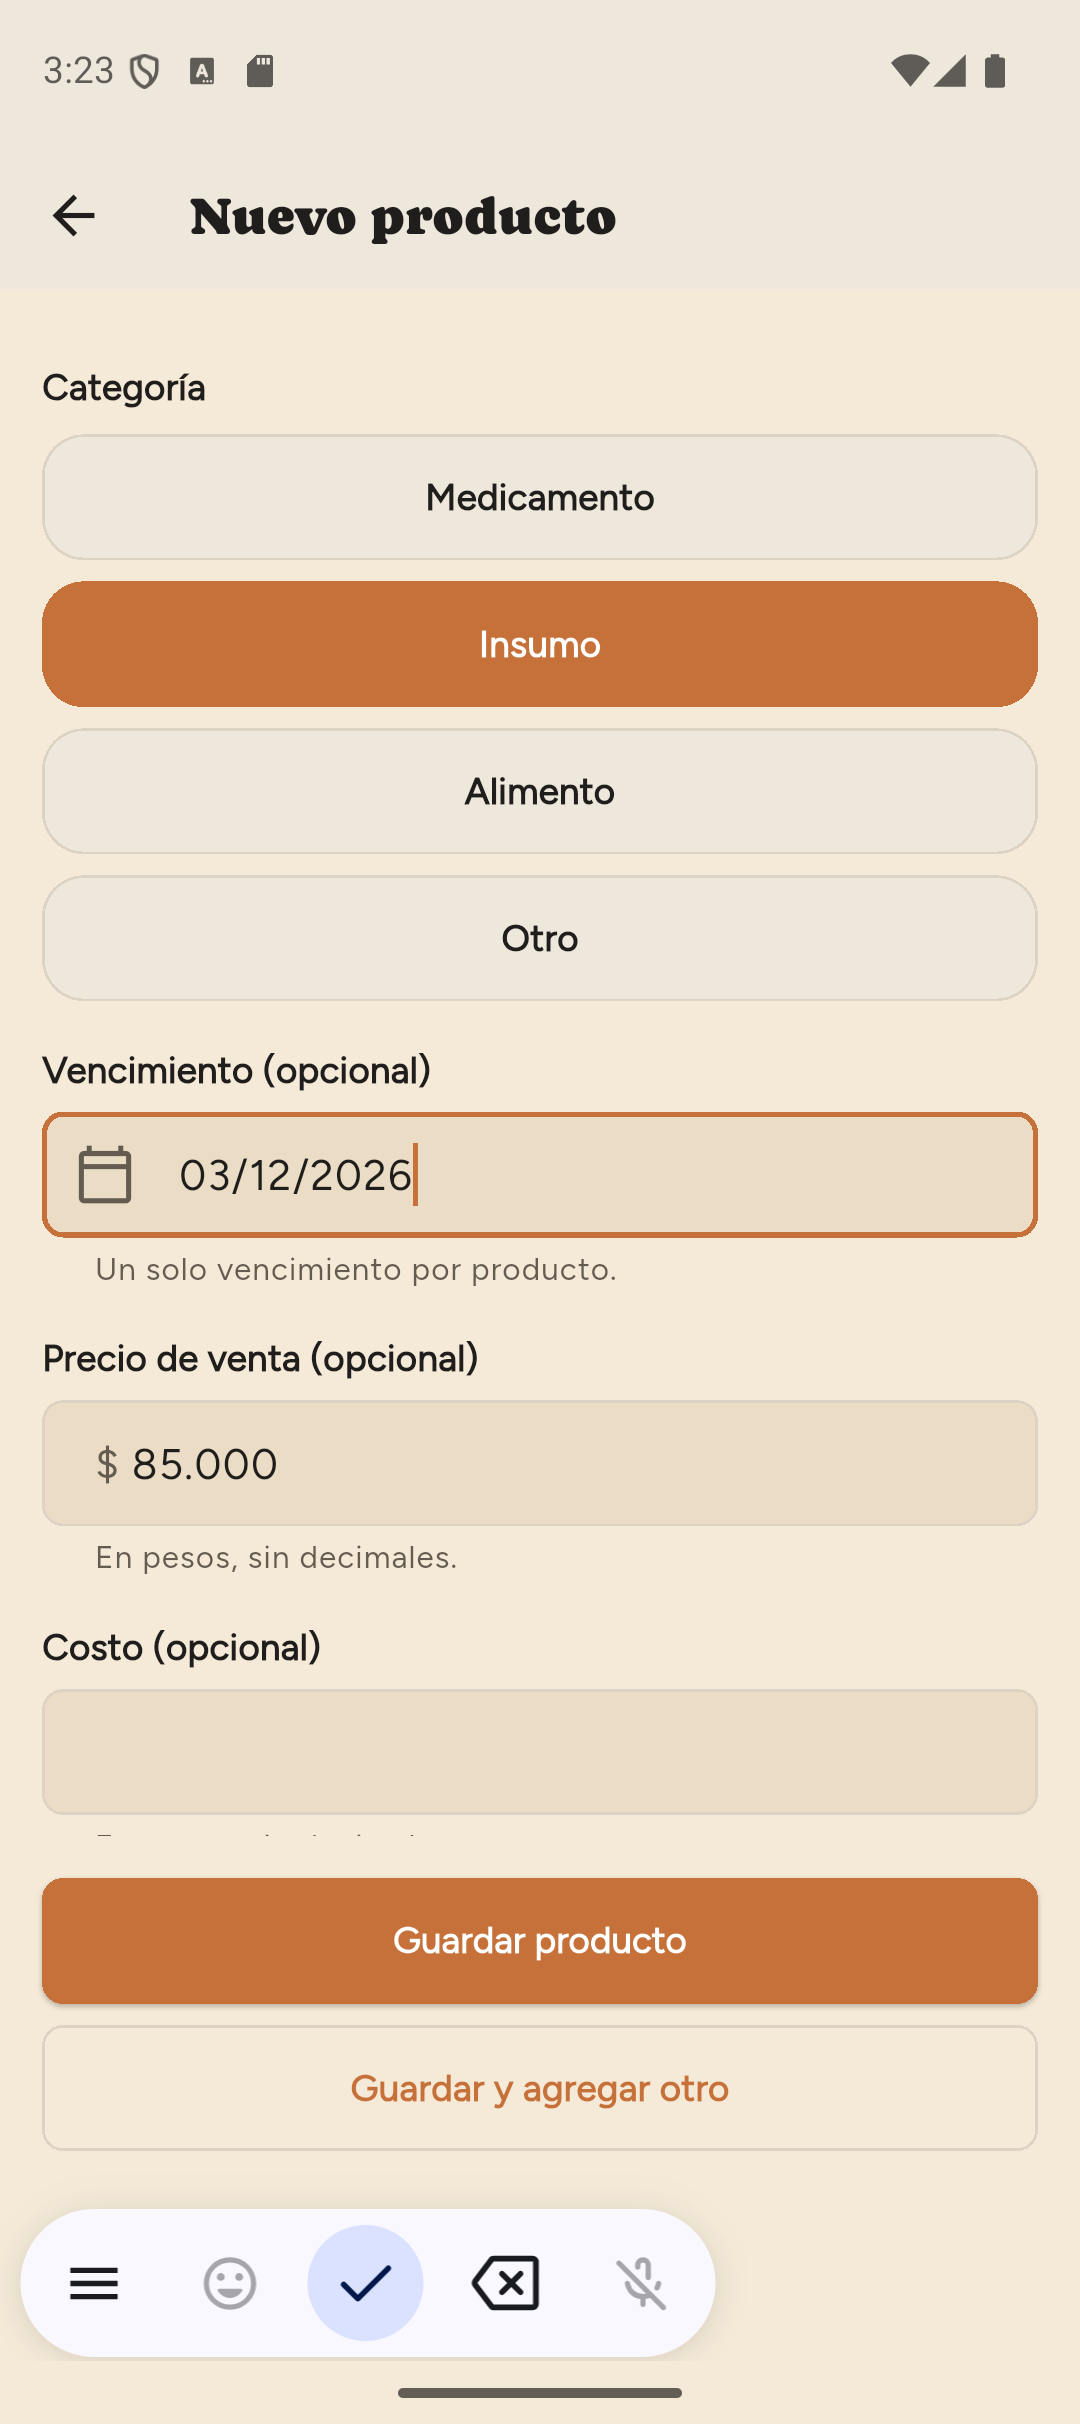 3:23
Nuevo producto
Categoría
Medicamento
Insumo
Alimento
Otro
Vencimiento (opcional)
03/12/2026
Un solo vencimiento por producto.
Precio de venta (opcional)
$ 85.000
En pesos, sin decimales.
Costo (opcional)
Guardar producto
Guardar y agregar otro